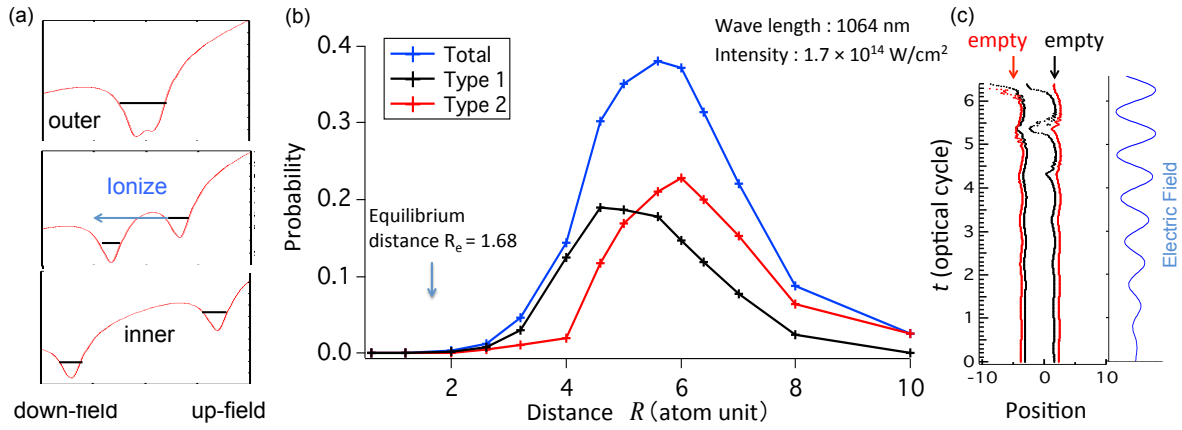 (a)
outer
Ionize
inner
down-field up-field
(b)
Wave length : 1064 nm
Intensity : 1.7 × 10¹⁴ W/cm²
Total
Type 1
Type 2
Equilibrium
distance Rₑ = 1.68
Probability
0.4
0.3
0.2
0.1
0.0
2 4 6 8 10
Distance R (atom unit)
(c)
empty empty
t (optical cycle)
6
5
4
3
2
1
0
-10 0 10
Position
Electric Field